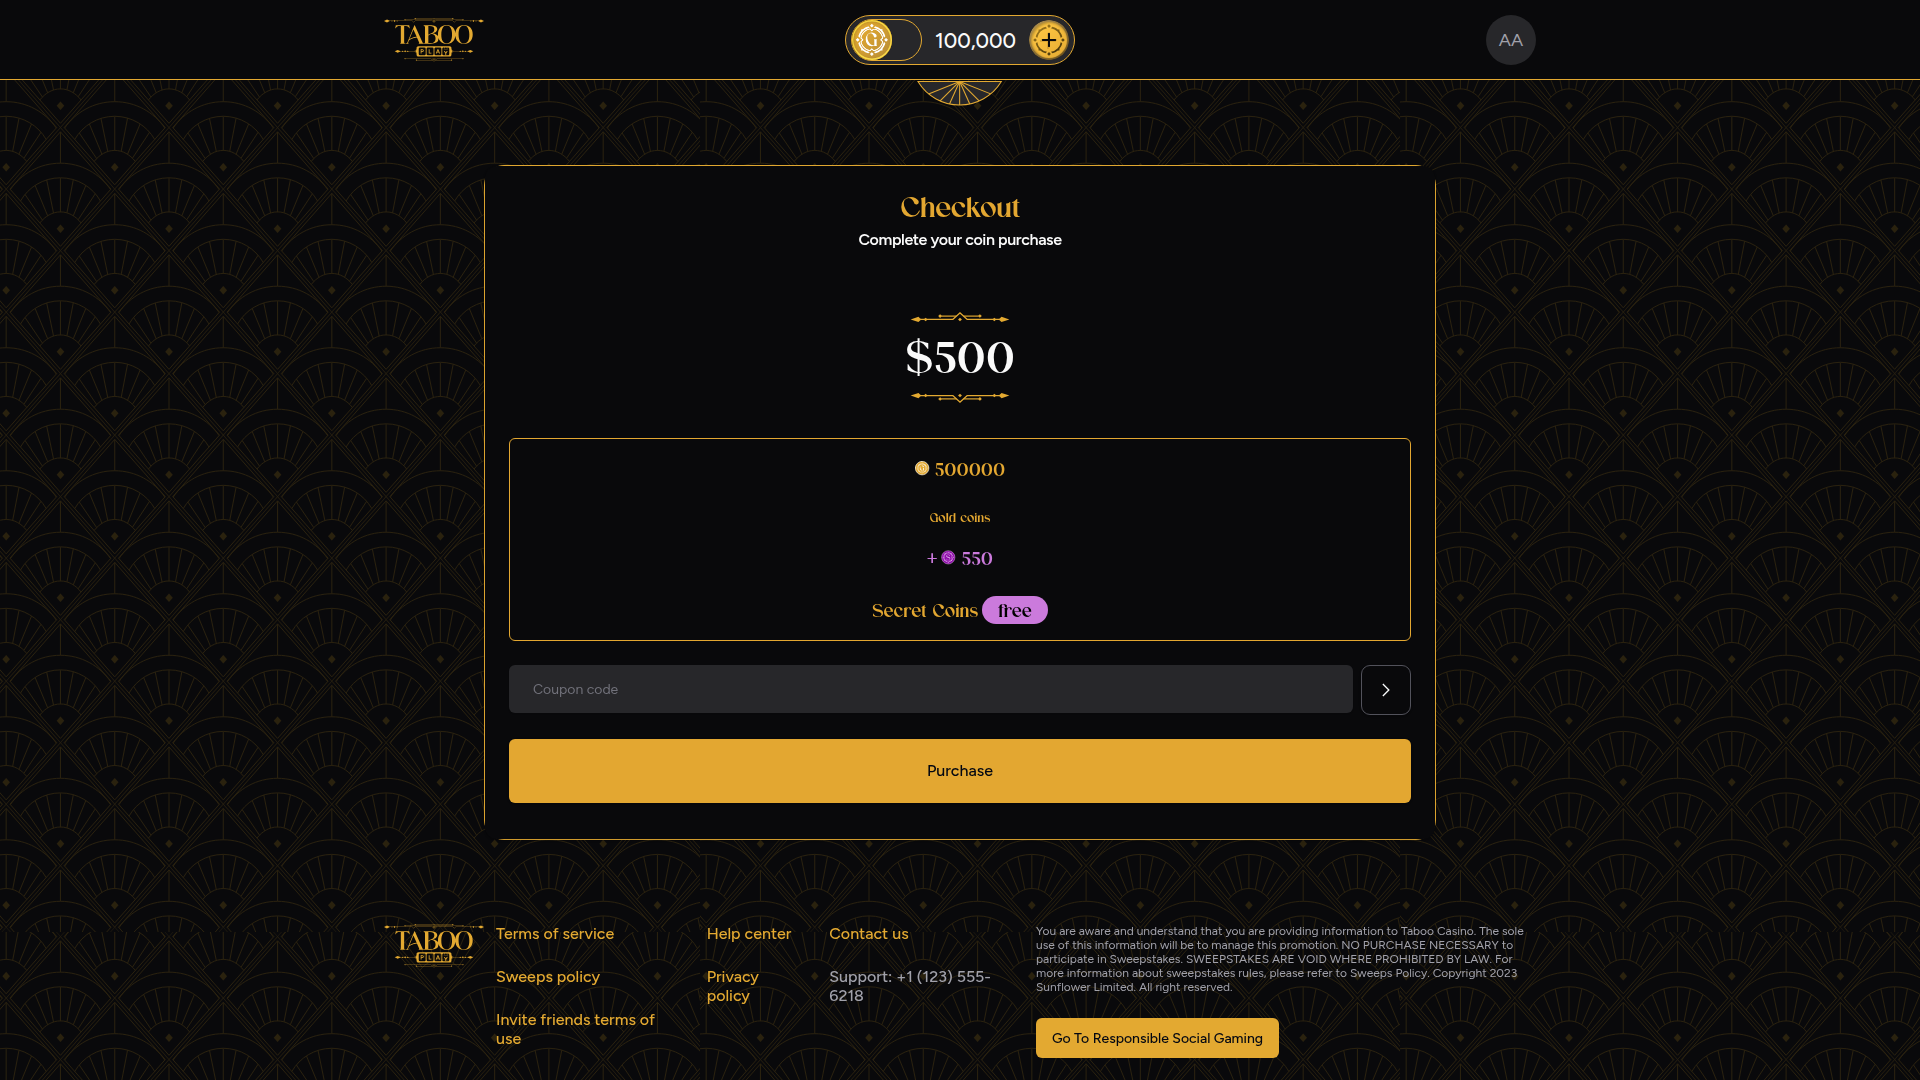 TABOO
PLAY
G
100,000
AA
Checkout
Complete your coin purchase
$500
500000
Gold coins
+ 550
Secret Coins free
Coupon code
Purchase
TABOO
PLAY
Terms of service
Sweeps policy
Invite friends terms of
use
Help center
Privacy
policy
Contact us
Support: +1 (123) 555-
6218
You are aware and understand that you are providing information to Taboo Casino. The sole
use of this information will be to manage this promotion. NO PURCHASE NECESSARY to
participate in Sweepstakes. SWEEPSTAKES ARE VOID WHERE PROHIBITED BY LAW. For
more information about sweepstakes rules, please refer to Sweeps Policy. Copyright 2023
Sunflower Limited. All right reserved.
Go To Responsible Social Gaming